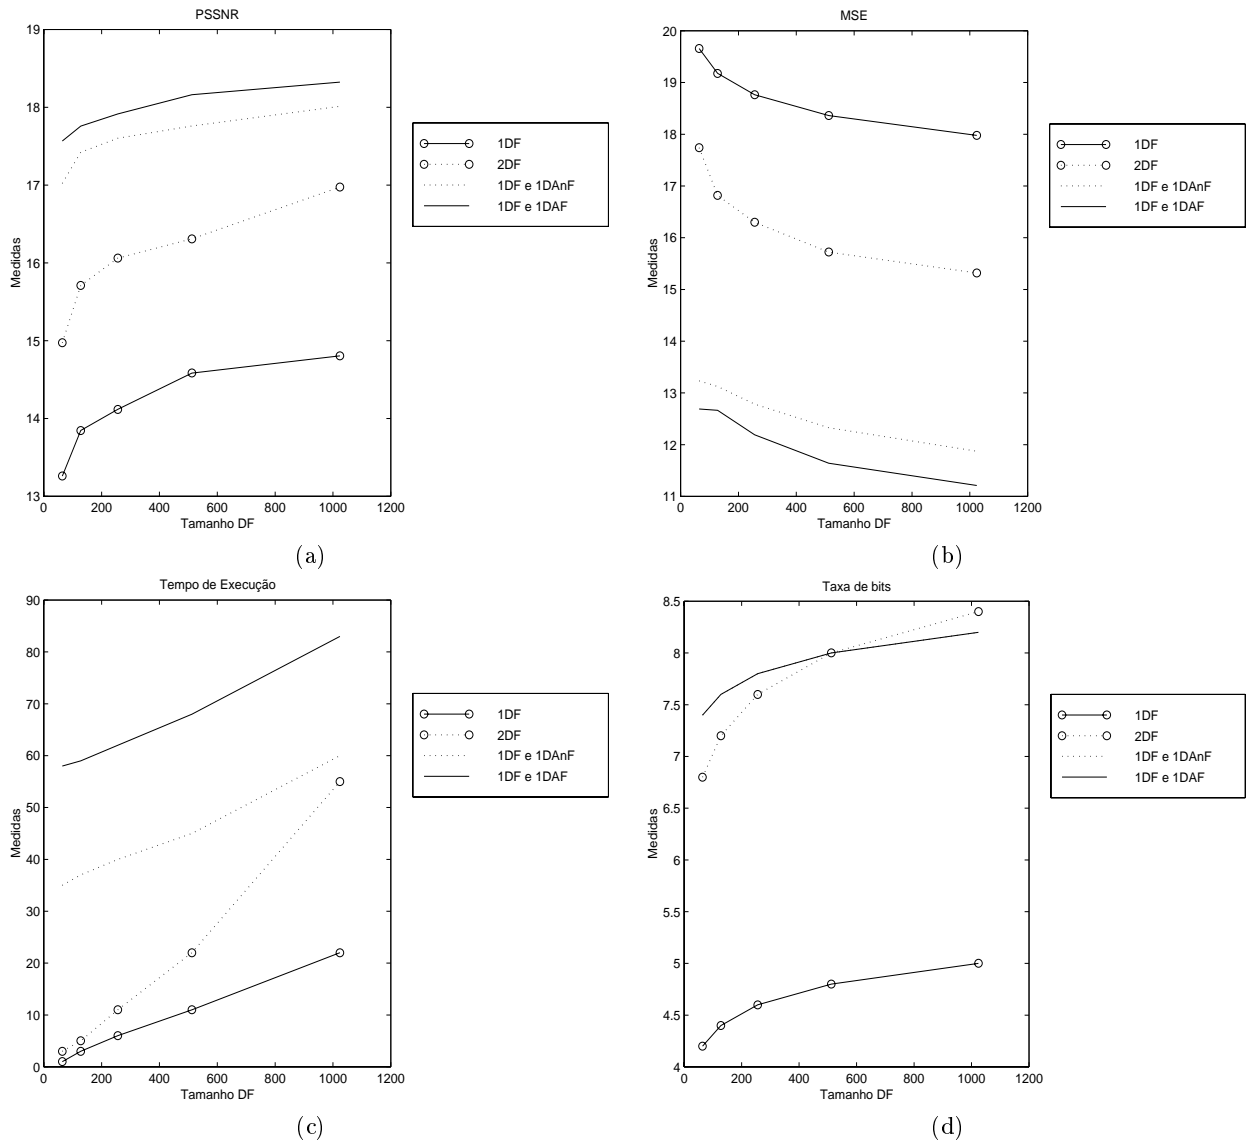 PSSNR
19
18
17
16
15
14
13
Medidas
0 200 400 600 800 1000 1200
Tamanho DF
1DF
2DF
1DF e 1DAnF
1DF e 1DAF
(a)
MSE
20
19
18
17
16
15
14
13
12
11
Medidas
0 200 400 600 800 1000 1200
Tamanho DF
1DF
2DF
1DF e 1DAnF
1DF e 1DAF
(b)
Tempo de Execução
90
80
70
60
50
40
30
20
10
0
Medidas
0 200 400 600 800 1000 1200
Tamanho DF
1DF
2DF
1DF e 1DAnF
1DF e 1DAF
(c)
Taxa de bits
8.5
8
7.5
7
6.5
6
5.5
5
4.5
4
Medidas
0 200 400 600 800 1000 1200
Tamanho DF
1DF
2DF
1DF e 1DAnF
1DF e 1DAF
(d)